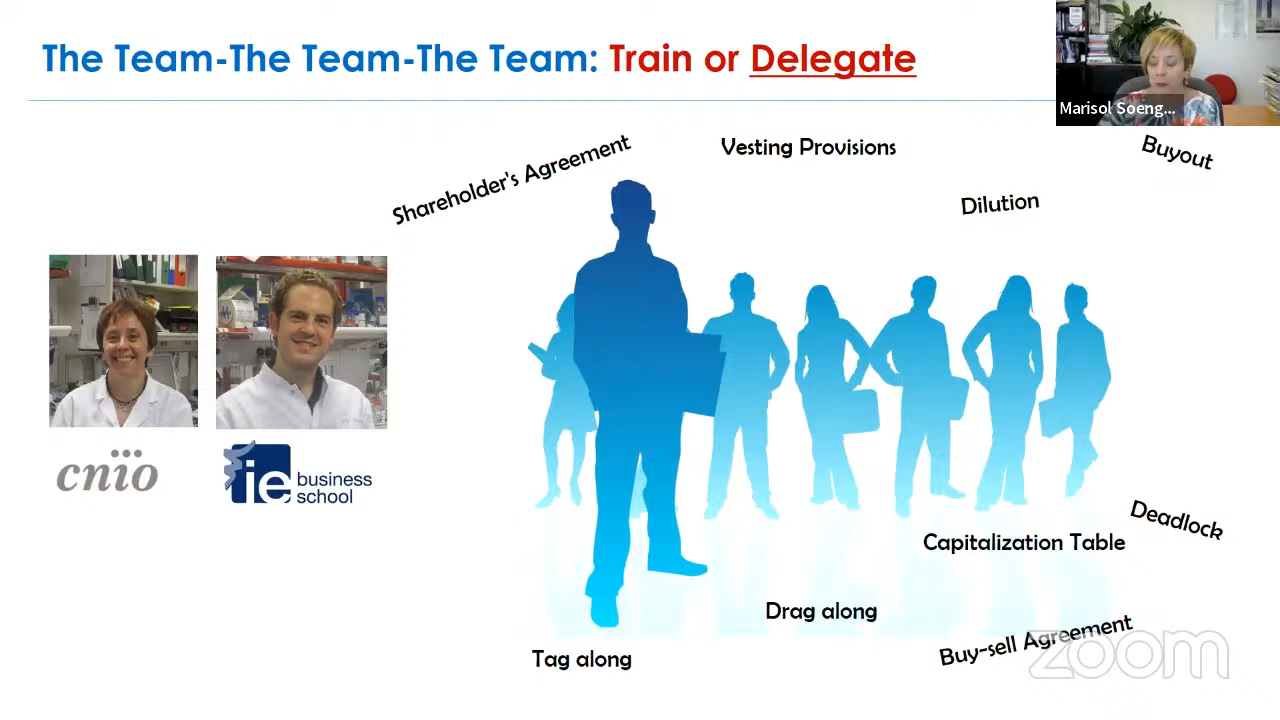 The Team-The Team-The Team: Train or Delegate
Marisol Soeng...
Shareholder's Agreement
Vesting Provisions
Buyout
Dilution
cnio
ie business school
Deadlock
Capitalization Table
Drag along
Buy-sell Agreement
Tag along
zoom